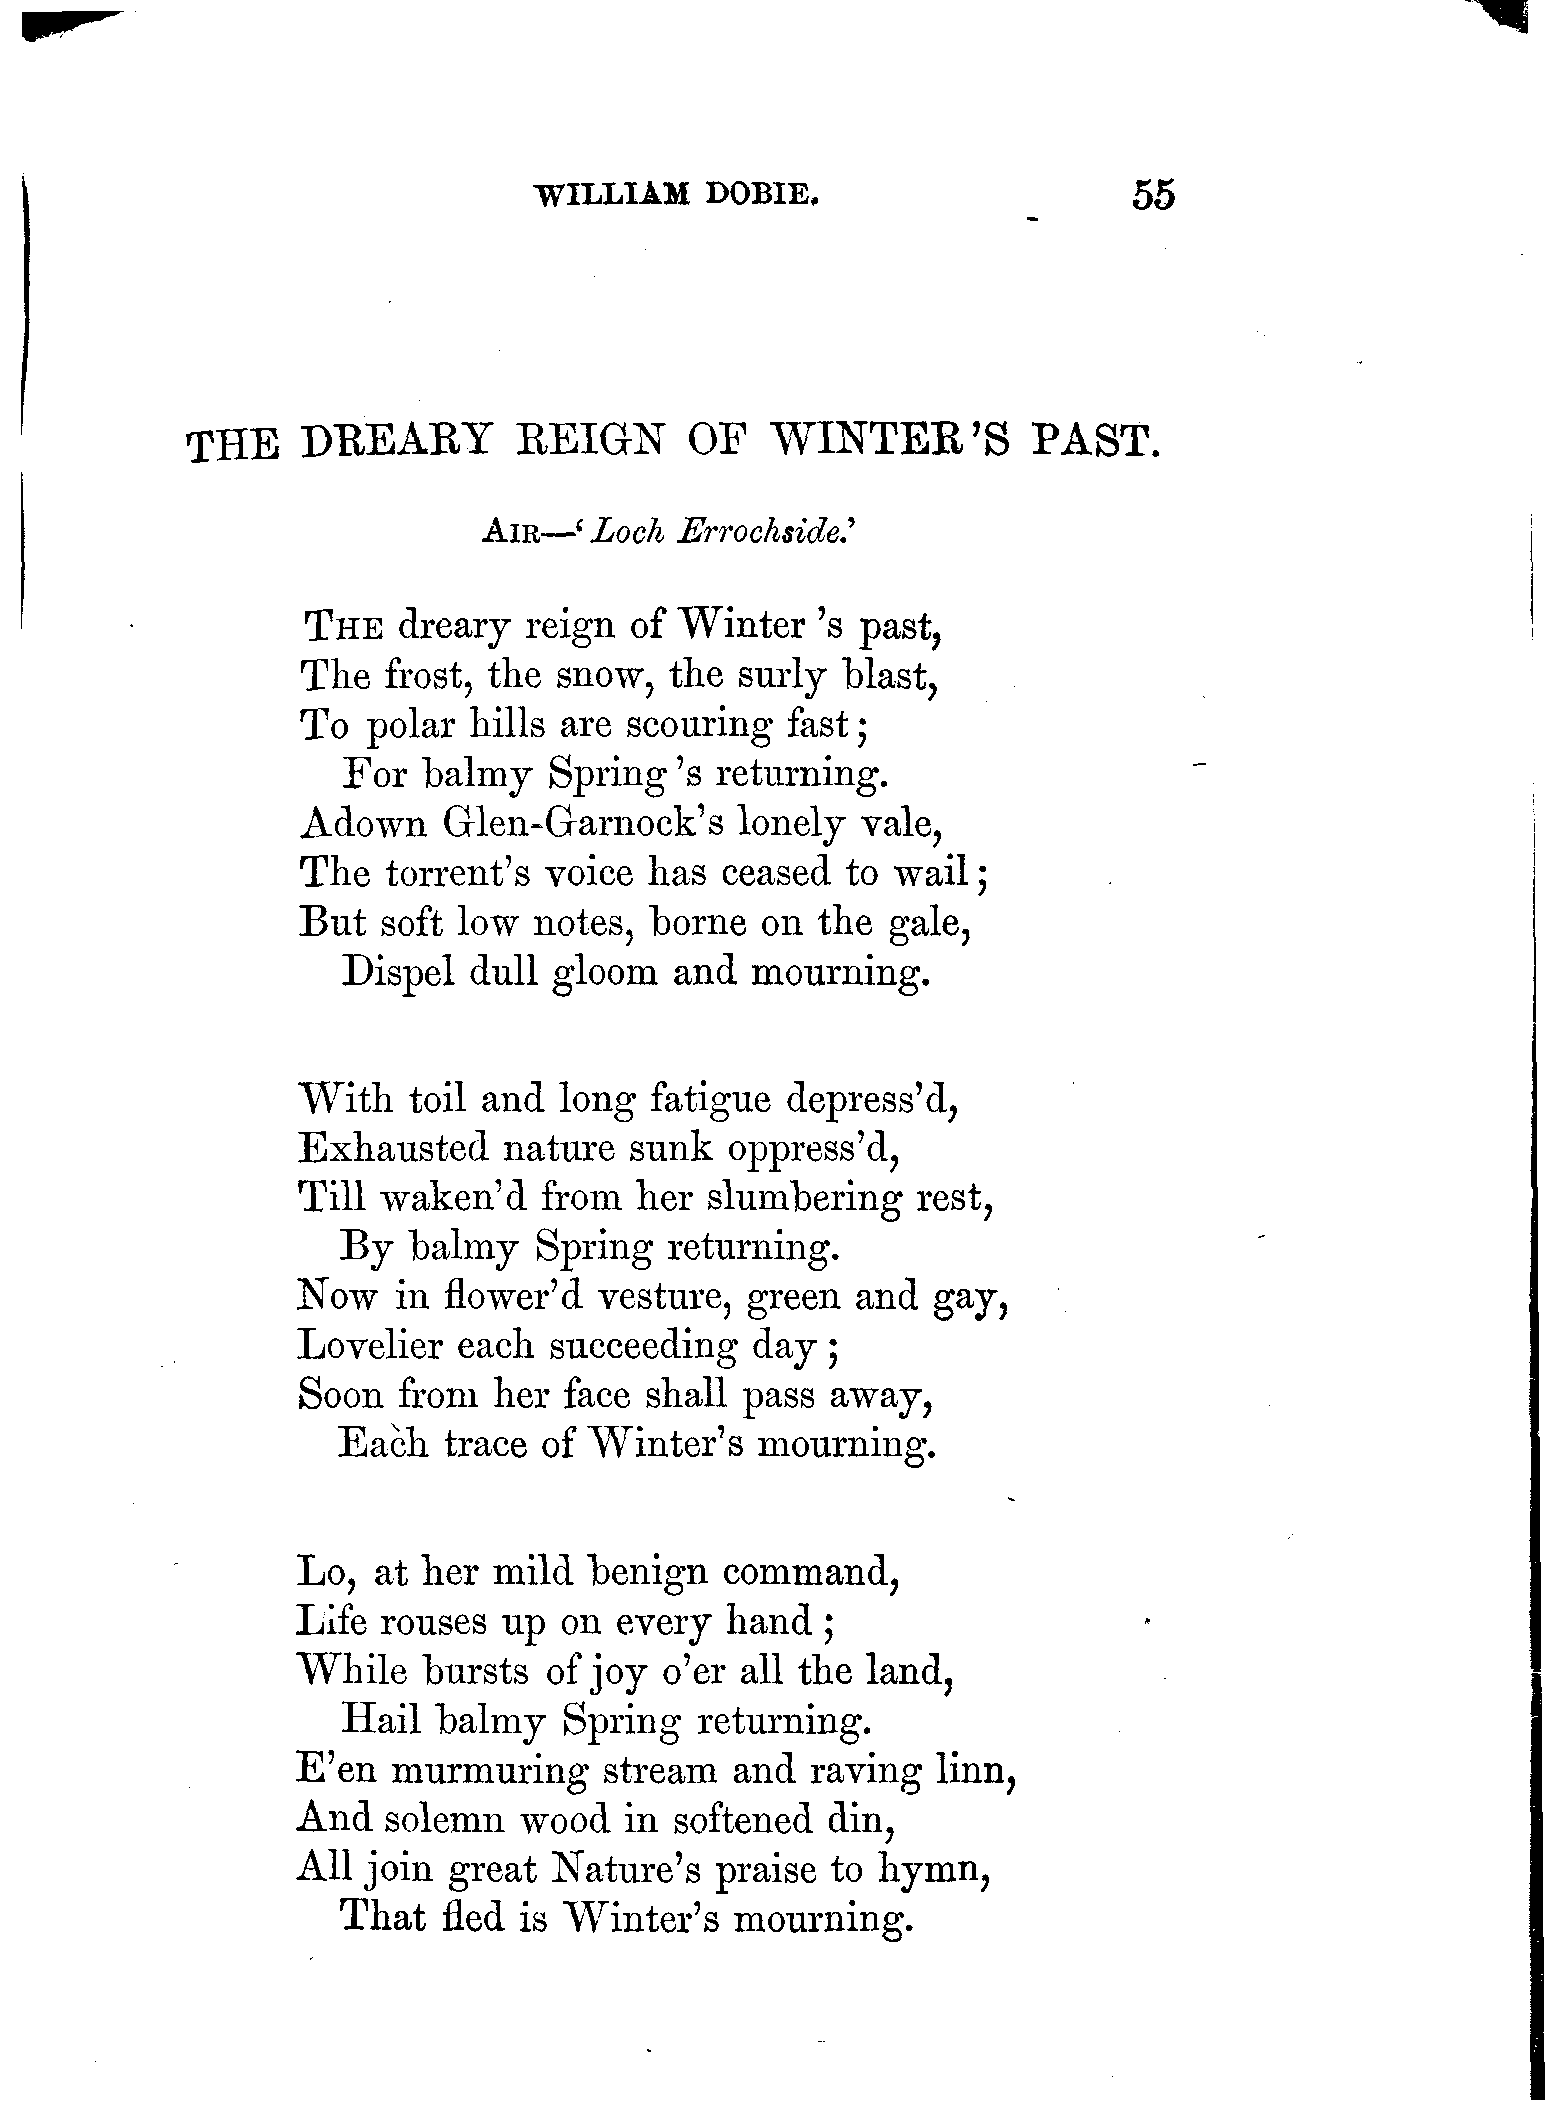 WILLIAM DOBIE. 55
THE DREARY REIGN OF WINTER'S PAST.
AIR—‘Loch Errochside.’
THE dreary reign of Winter 's past,
The frost, the snow, the surly blast,
To polar hills are scouring fast;
For balmy Spring 's returning.
Adown Glen-Garnock's lonely vale,
The torrent's voice has ceased to wail;
But soft low notes, borne on the gale,
Dispel dull gloom and mourning.
With toil and long fatigue depress'd,
Exhausted nature sunk oppress'd,
Till waken'd from her slumbering rest,
By balmy Spring returning.
Now in flower'd vesture, green and gay,
Lovelier each succeeding day;
Soon from her face shall pass away,
Each trace of Winter's mourning.
Lo, at her mild benign command,
Life rouses up on every hand;
While bursts of joy o'er all the land,
Hail balmy Spring returning.
E'en murmuring stream and raving linn,
And solemn wood in softened din,
All join great Nature's praise to hymn,
That fled is Winter's mourning.